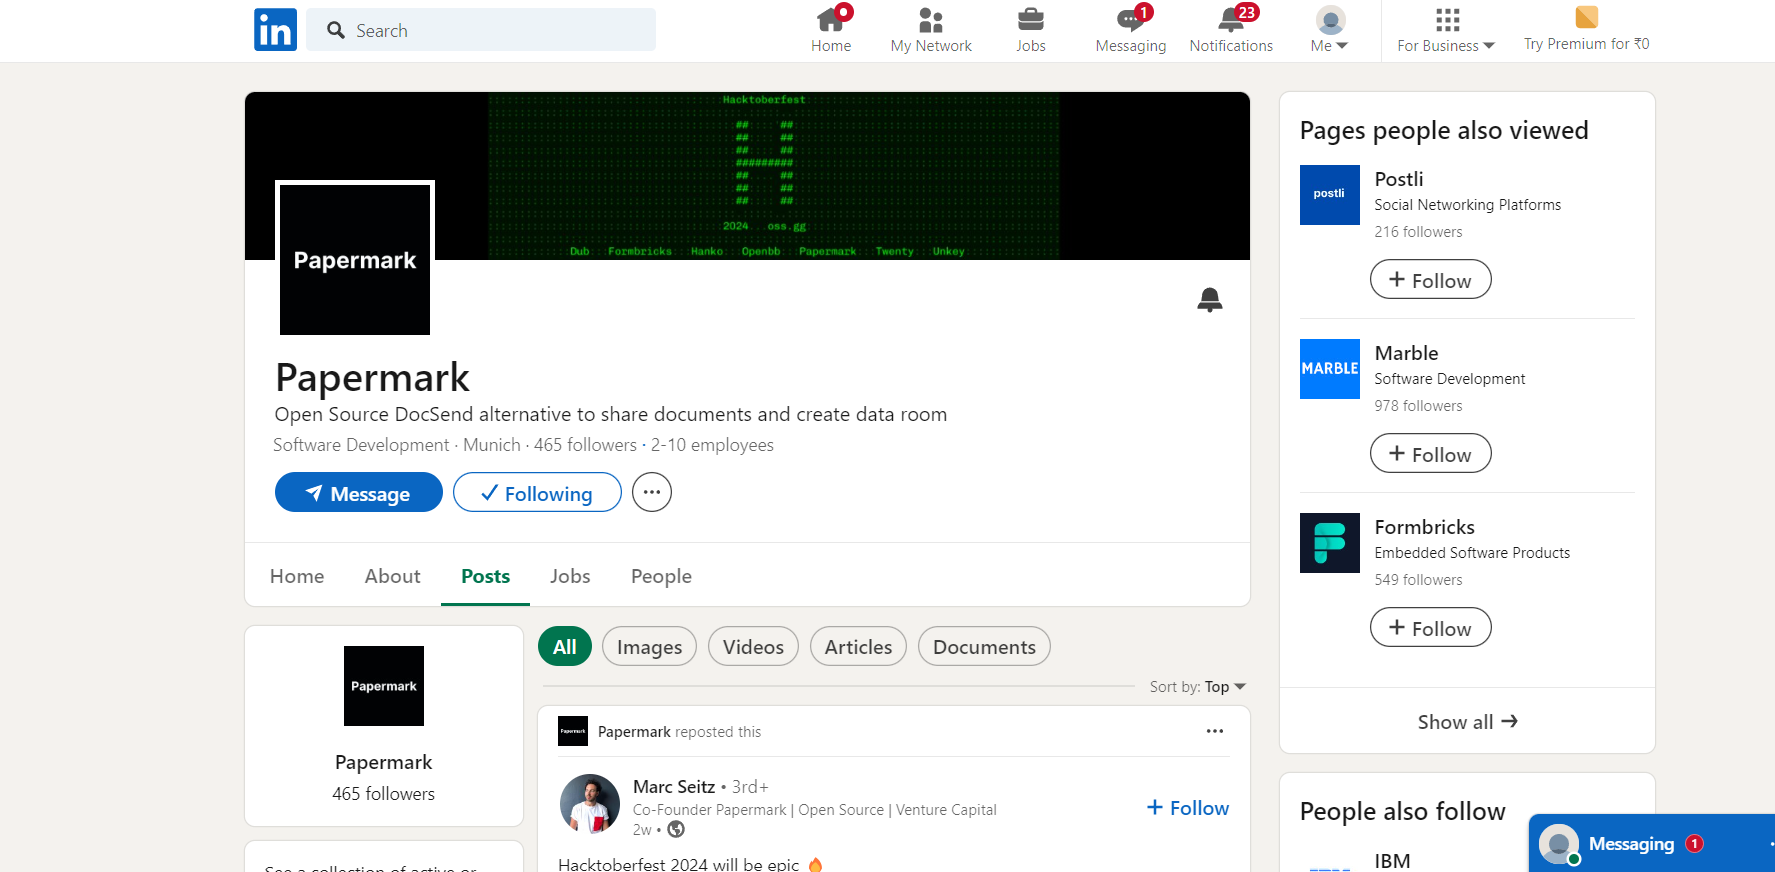 in
Search
Home
My Network
Jobs
1
Messaging
23
Notifications
Me
For Business
Try Premium for ₹0
Hacktoberfest
## ##
## ##
## ##
#########
## ##
## ##
## ##
2024 oss.gg
Dub Formbricks Hanko Openbb Papermark Twenty Unkey
Papermark
Papermark
Open Source DocSend alternative to share documents and create data room
Software Development · Munich · 465 followers · 2-10 employees
Message
Following
Home
About
Posts
Jobs
People
Papermark
Papermark
465 followers
See a collection of active or
All
Images
Videos
Articles
Documents
Sort by: Top
Papermark
Papermark reposted this
Marc Seitz • 3rd+
Co-Founder Papermark | Open Source | Venture Capital
2w •
+ Follow
Hacktoberfest 2024 will be epic 🔥
Pages people also viewed
postli
Postli
Social Networking Platforms
216 followers
+ Follow
MARBLE
Marble
Software Development
978 followers
+ Follow
Formbricks
Embedded Software Products
549 followers
+ Follow
Show all →
People also follow
IBM
Messaging 1